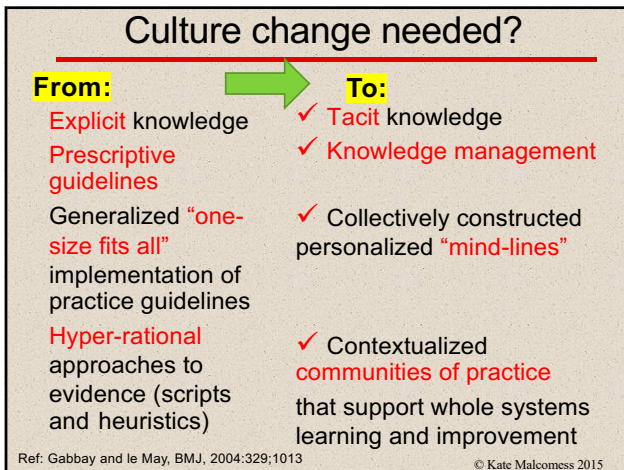 Culture change needed?
From:
Explicit knowledge
Prescriptive
guidelines
Generalized “one-
size fits all”
implementation of
practice guidelines
Hyper-rational
approaches to
evidence (scripts
and heuristics)
To:
✓ Tacit knowledge
✓ Knowledge management
✓ Collectively constructed
personalized “mind-lines”
✓ Contextualized
communities of practice
that support whole systems
learning and improvement
Ref: Gabbay and le May, BMJ, 2004:329;1013
© Kate Malcomess 2015